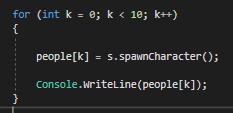 for (int k = 0; k < 10; k++)
{
people[k] = s.spawnCharacter();
Console.WriteLine(people[k]);
}